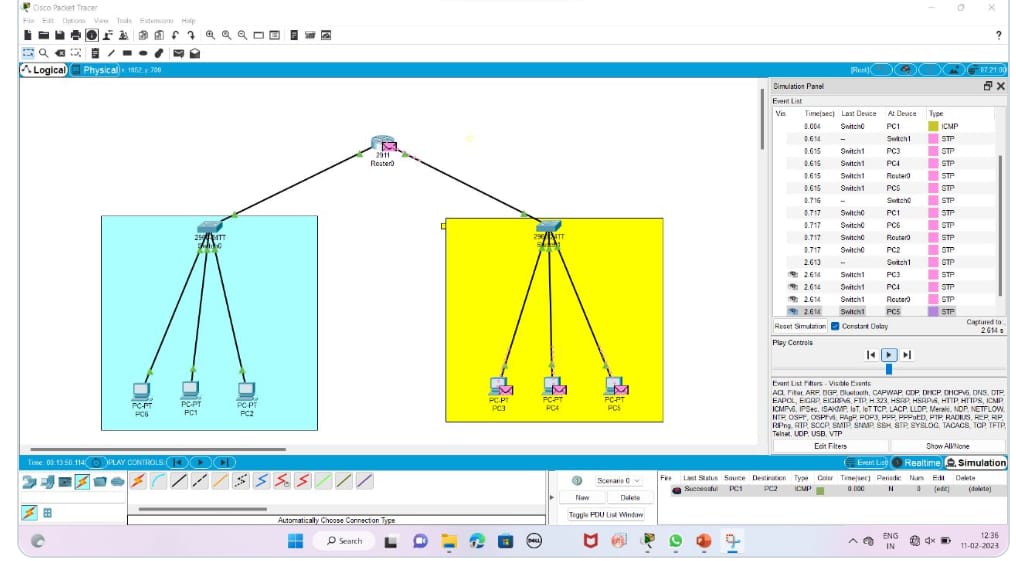 Cisco Packet Tracer
File Edit Options View Tools Extensions Help
?
Logical Physical x: 1852, y: 709 [Root] 07:21:00
Simulation Panel
Event List
Vis. Time(sec) Last Device At Device Type
0.004 Switch0 PC1 ICMP
0.614 -- Switch1 STP
0.615 Switch1 PC3 STP
0.615 Switch1 PC4 STP
0.615 Switch1 Router0 STP
0.615 Switch1 PC5 STP
0.716 -- Switch0 STP
0.717 Switch0 PC1 STP
0.717 Switch0 PC6 STP
0.717 Switch0 Router0 STP
0.717 Switch0 PC2 STP
2.613 -- Switch1 STP
2.614 Switch1 PC3 STP
2.614 Switch1 PC4 STP
2.614 Switch1 Router0 STP
2.614 Switch1 PC5 STP
Reset Simulation Constant Delay Captured to:
2.614 s
Play Controls
Event List Filters - Visible Events
ACL Filter, ARP, BGP, Bluetooth, CAPWAP, CDP, DHCP, DHCPv6, DNS, DTP,
EAPOL, EIGRP, EIGRPv6, FTP, H.323, HSRP, HSRPv6, HTTP, HTTPS, ICMP,
ICMPv6, IPSec, ISAKMP, IoT, IoT TCP, LACP, LLDP, Meraki, NDP, NETFLOW,
NTP, OSPF, OSPFv6, PAgP, POP3, PPP, PPPoED, PTP, RADIUS, REP, RIP,
RIPng, RTP, SCCP, SMTP, SNMP, SSH, STP, SYSLOG, TACACS, TCP, TFTP,
Telnet, UDP, USB, VTP
Edit Filters Show All/None
2911
Router0
PC-PT
PC6
PC-PT
PC1
PC-PT
PC2
PC-PT
PC3
PC-PT
PC4
PC-PT
PC5
Time: 00:13:50.114 PLAY CONTROLS: Event List Realtime Simulation
Scenario 0
New Delete
Toggle PDU List Window
Fire Last Status Source Destination Type Color Time(sec) Periodic Num Edit Delete
Successful PC1 PC2 ICMP 0.000 N 0 (edit) (delete)
Automatically Choose Connection Type
Search
DELL
ENG
IN
12:36
11-02-2023